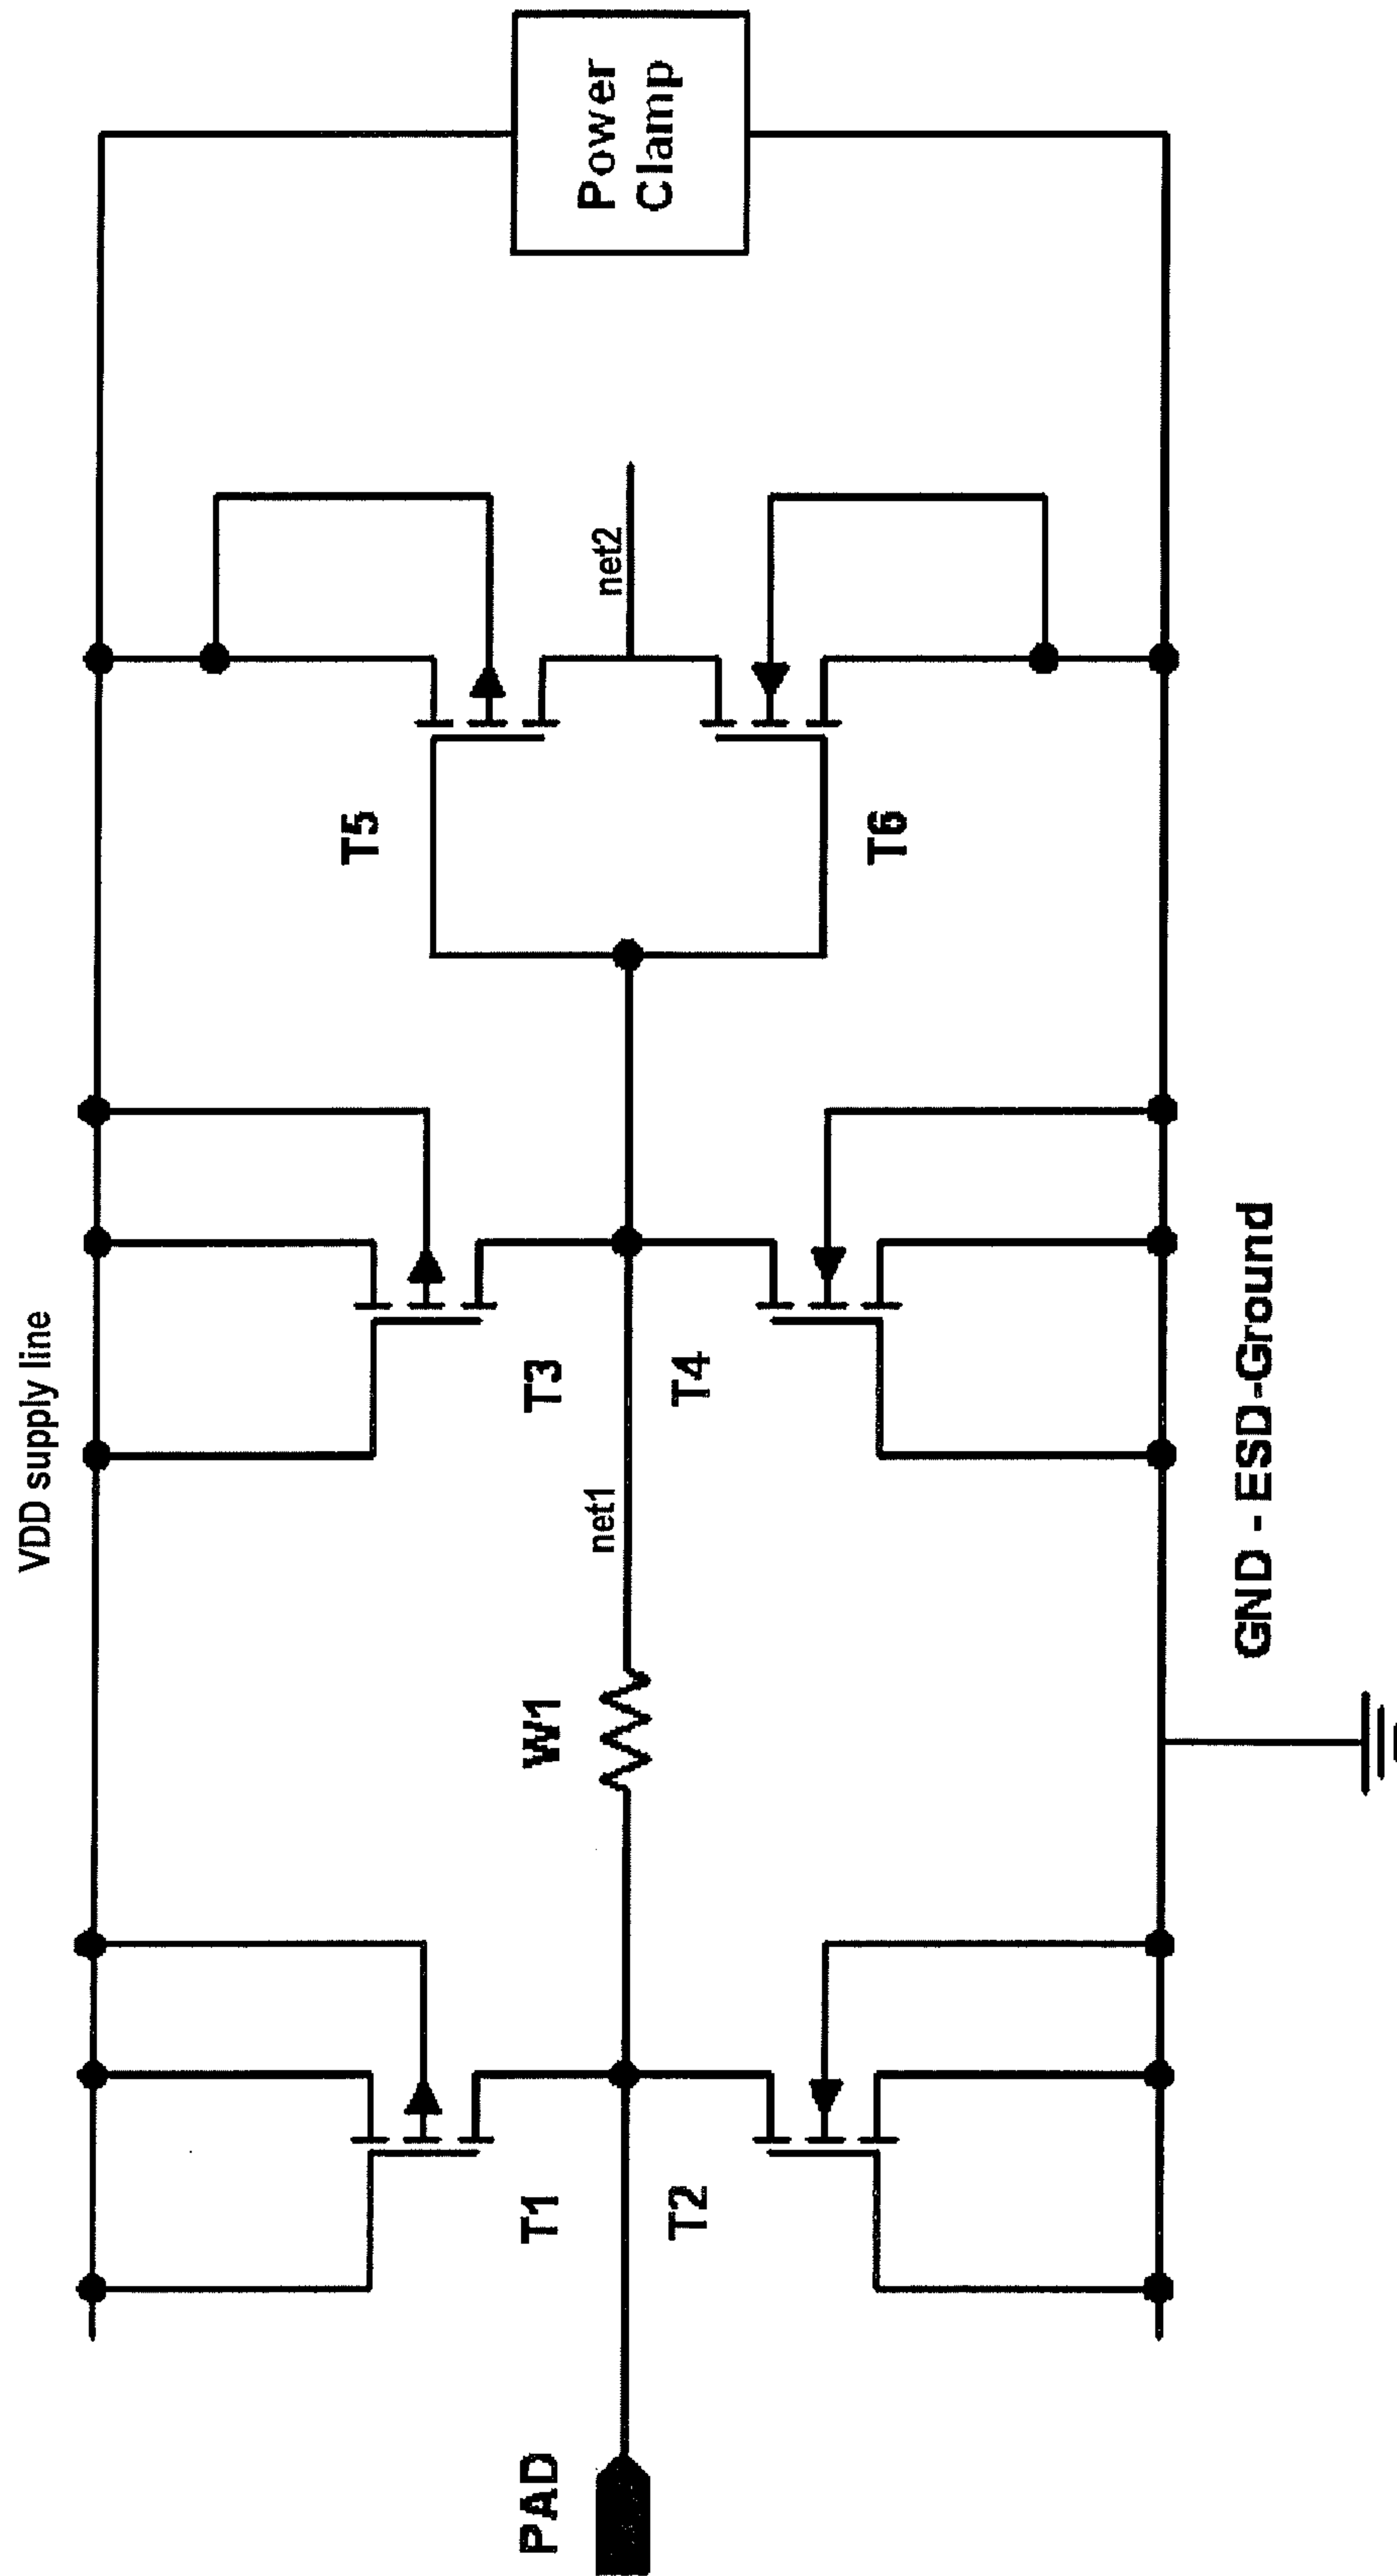 VDD supply line
Power
Clamp
T5
net2
T6
T3
T4
net1
W1
T1
T2
PAD
GND - ESD-Ground